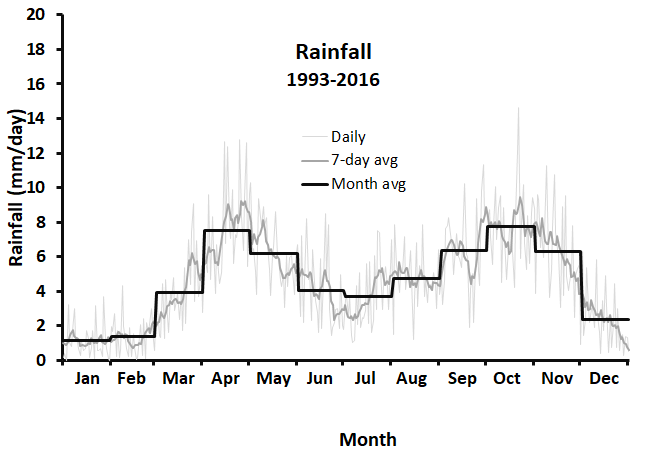 20
18
16
14
12
10
8
6
4
2
0
Rainfall (mm/day)
Rainfall
1993-2016
Daily
7-day avg
Month avg
Jan Feb Mar Apr May Jun Jul Aug Sep Oct Nov Dec
Month